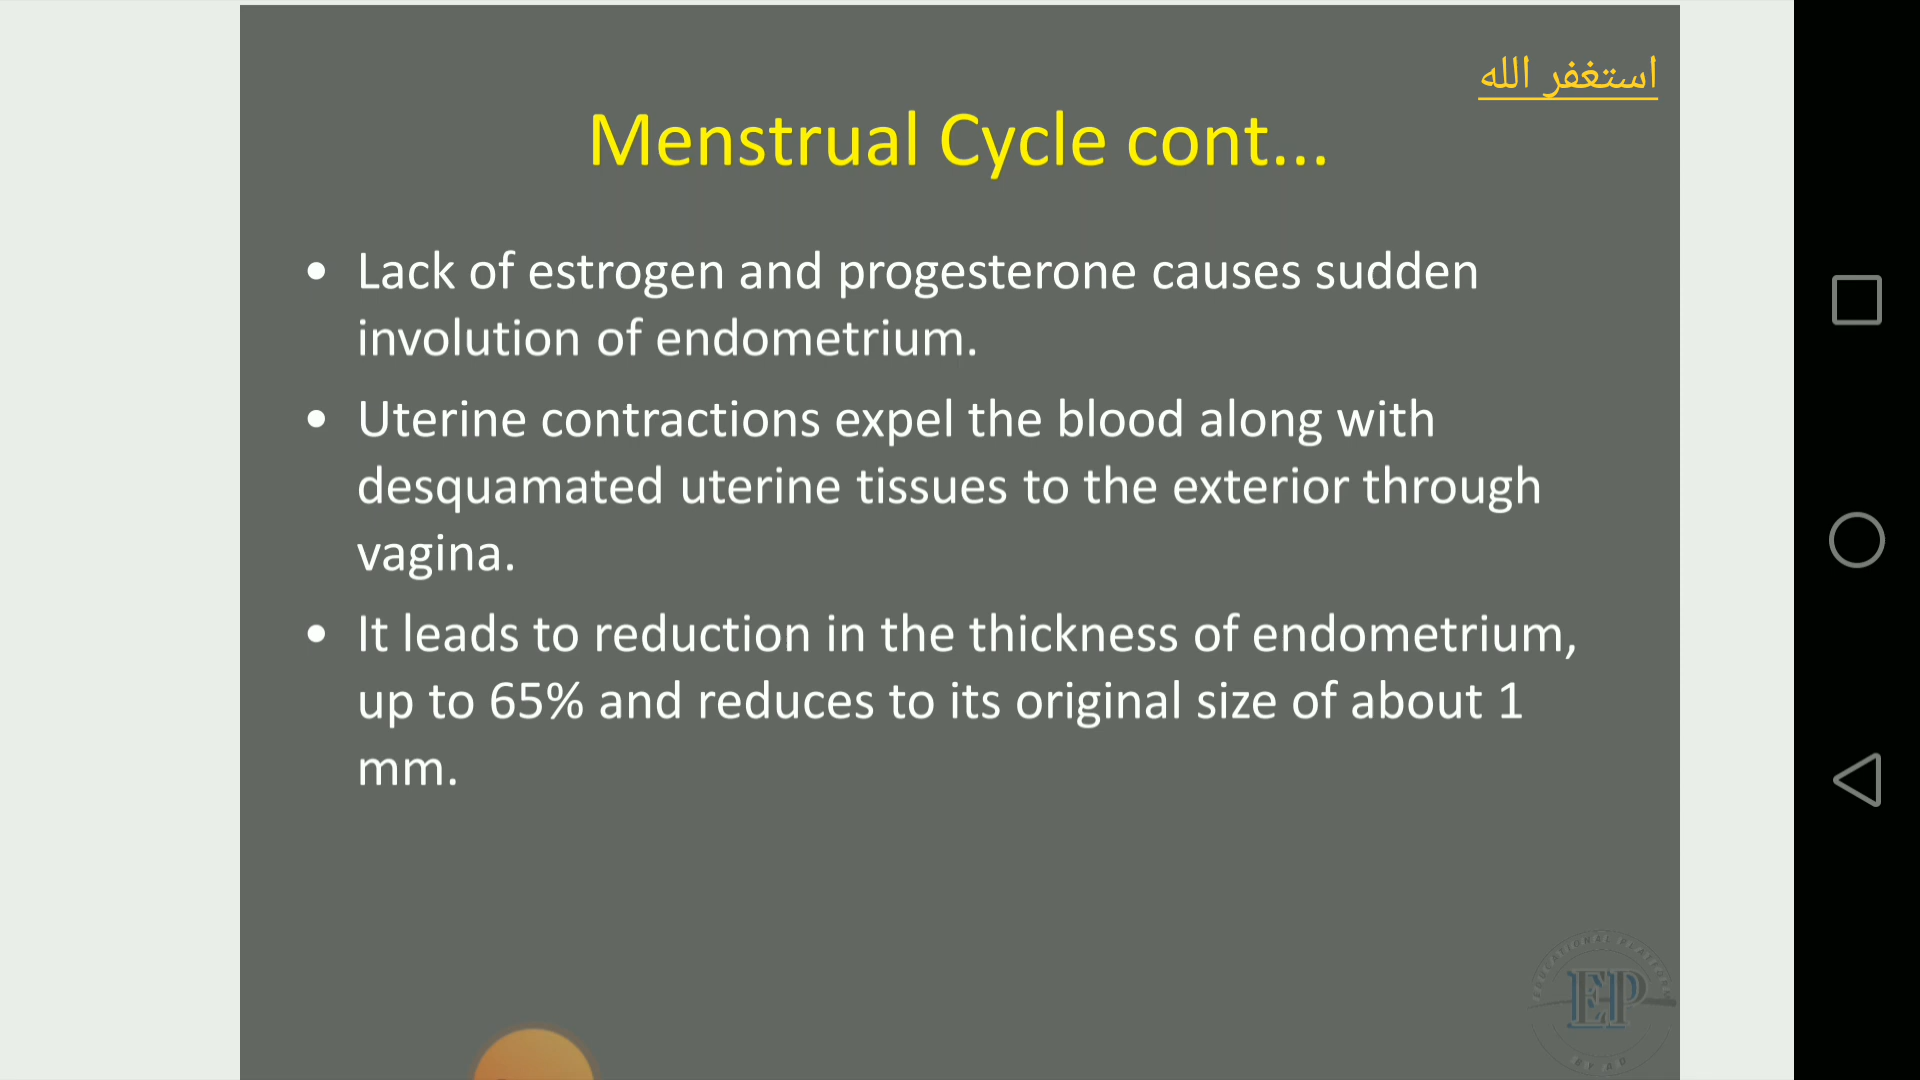 استغفر الله
Menstrual Cycle cont...
• Lack of estrogen and progesterone causes sudden
involution of endometrium.
• Uterine contractions expel the blood along with
desquamated uterine tissues to the exterior through
vagina.
• It leads to reduction in the thickness of endometrium,
up to 65% and reduces to its original size of about 1
mm.
EP